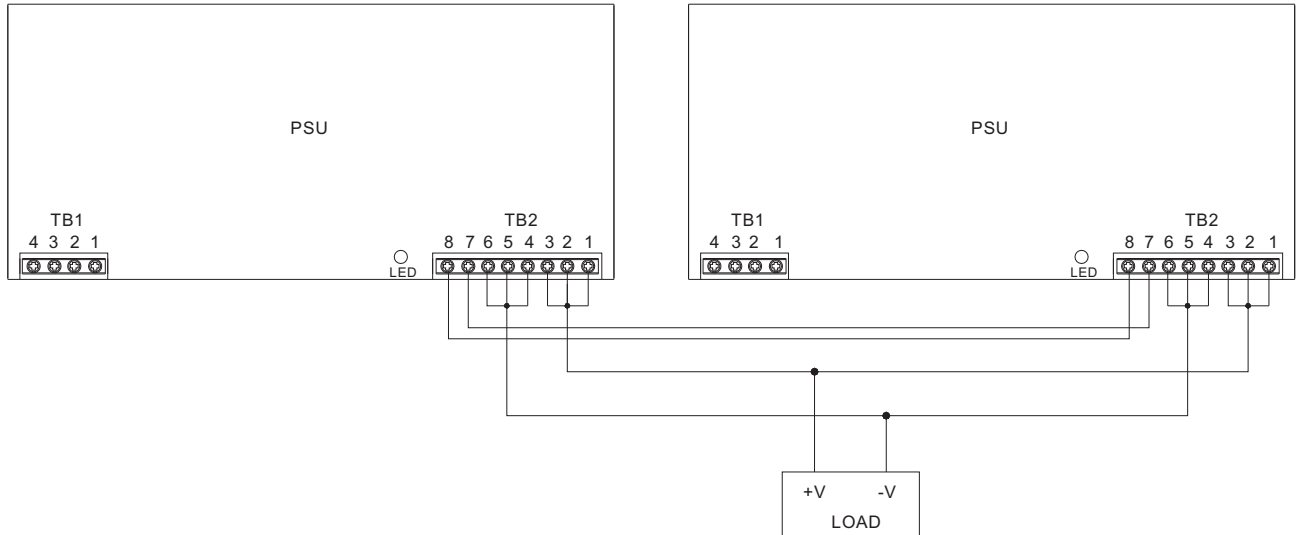 PSU PSU
TB1 TB2 TB1 TB2
4 3 2 1 8 7 6 5 4 3 2 1 4 3 2 1 8 7 6 5 4 3 2 1
LED LED
+V -V
LOAD